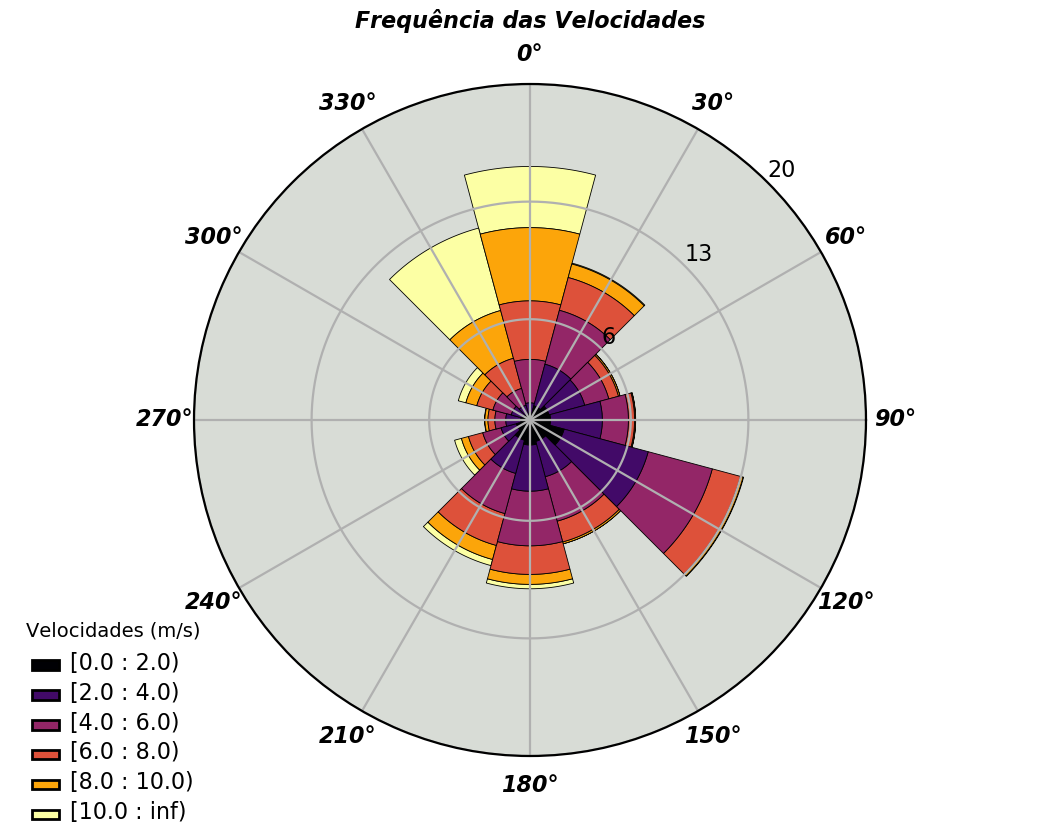 Frequência das Velocidades
0°
330°
30°
20
300°
60°
13
6
270°
90°
240°
120°
210°
150°
180°
Velocidades (m/s)
[0.0 : 2.0)
[2.0 : 4.0)
[4.0 : 6.0)
[6.0 : 8.0)
[8.0 : 10.0)
[10.0 : inf)